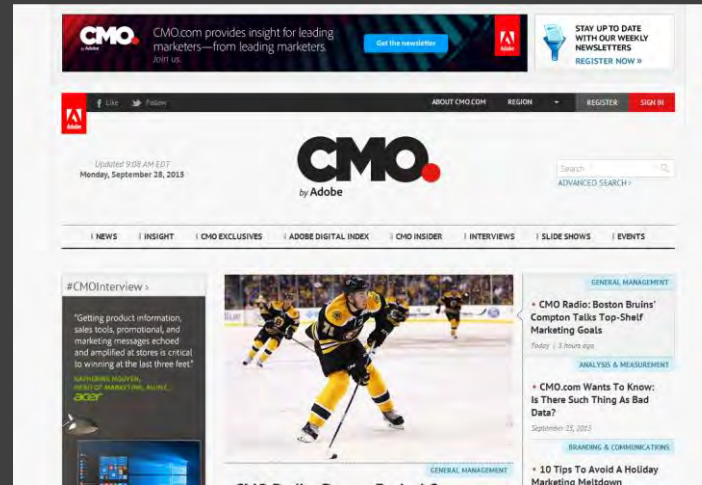 CMO.
by Adobe
CMO.com provides insight for leading
marketers—from leading marketers.
Join us.
Get the newsletter
Adobe
STAY UP TO DATE
WITH OUR WEEKLY
NEWSLETTERS
REGISTER NOW »
Adobe
Like
Follow
ABOUT CMO.COM
REGION
REGISTER
SIGN IN
Updated 9:08 AM EDT
Monday, September 28, 2015
CMO.
by Adobe
Search
ADVANCED SEARCH ›
NEWS
INSIGHT
CMO EXCLUSIVES
ADOBE DIGITAL INDEX
CMO INSIDER
INTERVIEWS
SLIDE SHOWS
EVENTS
#CMOInterview ›
"Getting product information,
sales tools, promotional, and
marketing messages echoed
and amplified at stores is critical
to winning at the last three feet."
KATHERINE NGUYEN,
HEAD OF MARKETING,
acer
GENERAL MANAGEMENT
GENERAL MANAGEMENT
• CMO Radio: Boston Bruins'
Compton Talks Top-Shelf
Marketing Goals
Today | 3 hours ago
ANALYSIS & MEASUREMENT
• CMO.com Wants To Know:
Is There Such Thing As Bad
Data?
September 25, 2015
BRANDING & COMMUNICATIONS
• 10 Tips To Avoid A Holiday
Marketing Meltdown